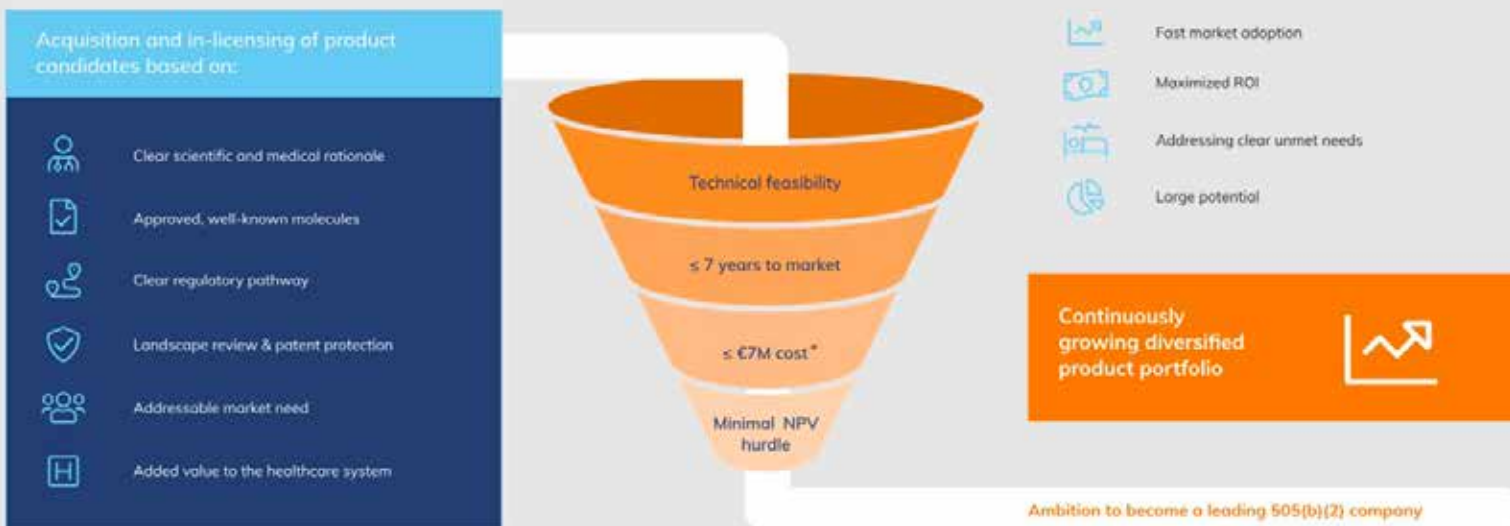 Acquisition and in-licensing of product
candidates based on:
Clear scientific and medical rationale
Approved, well-known molecules
Clear regulatory pathway
Landscape review & patent protection
Addressable market need
Added value to the healthcare system
Technical feasibility
≤ 7 years to market
≤ €7M cost*
Minimal NPV
hurdle
Fast market adoption
Maximized ROI
Addressing clear unmet needs
Large potential
Continuously
growing diversified
product portfolio
Ambition to become a leading 505(b)(2) company